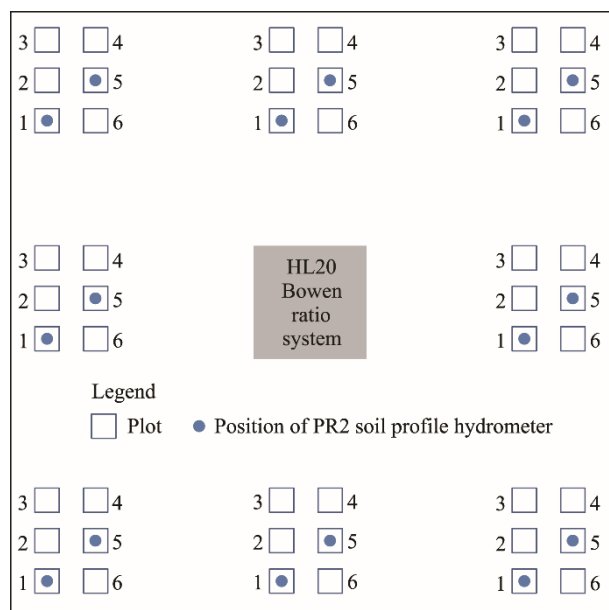 3 4 3 4 3 4
2 5 2 5 2 5
1 6 1 6 1 6
3 4 HL20 3 4
2 5 Bowen 2 5
ratio
1 6 system 1 6
Legend
Plot Position of PR2 soil profile hydrometer
3 4 3 4 3 4
2 5 2 5 2 5
1 6 1 6 1 6